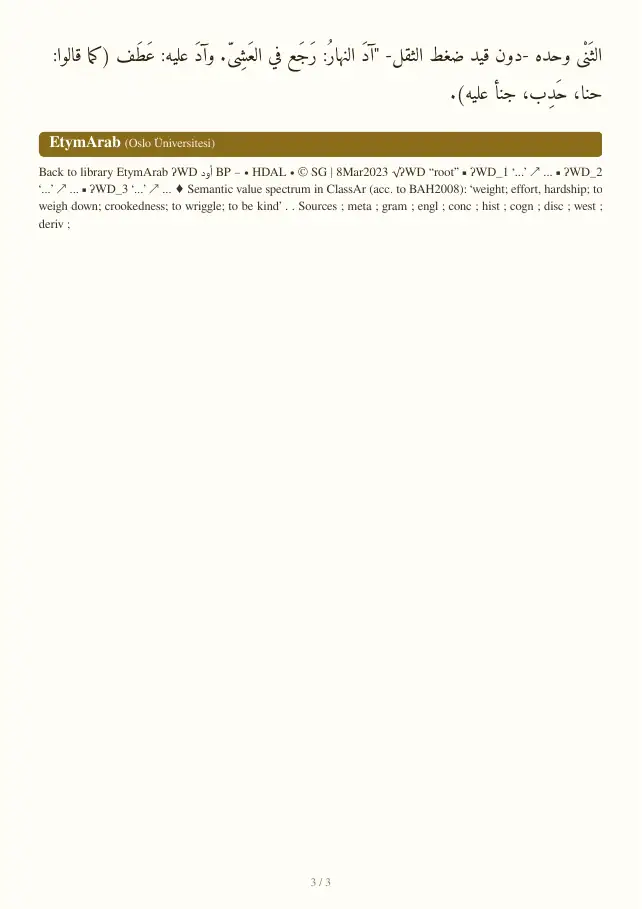 الثَنْى وحده -دون قيد ضغط الثقل- "آدَ النهارُ: رَجَع في العَشِىّ. وآدَ عليه: عَطَف (كما قالوا:
حنا، حَدِب، جنأ عليه).
EtymArab (Oslo Üniversitesi)
Back to library EtymArab ʔWD أود BP – • HDAL • © SG | 8Mar2023 √ʔWD “root” ▪ ʔWD_1 ‘...’ ↗ ... ▪ ʔWD_2
‘...’ ↗ ... ▪ ʔWD_3 ‘...’ ↗ ... ♦ Semantic value spectrum in ClassAr (acc. to BAH2008): ‘weight; effort, hardship; to
weigh down; crookedness; to wriggle; to be kind’ . . Sources ; meta ; gram ; engl ; conc ; hist ; cogn ; disc ; west ;
deriv ;
3 / 3